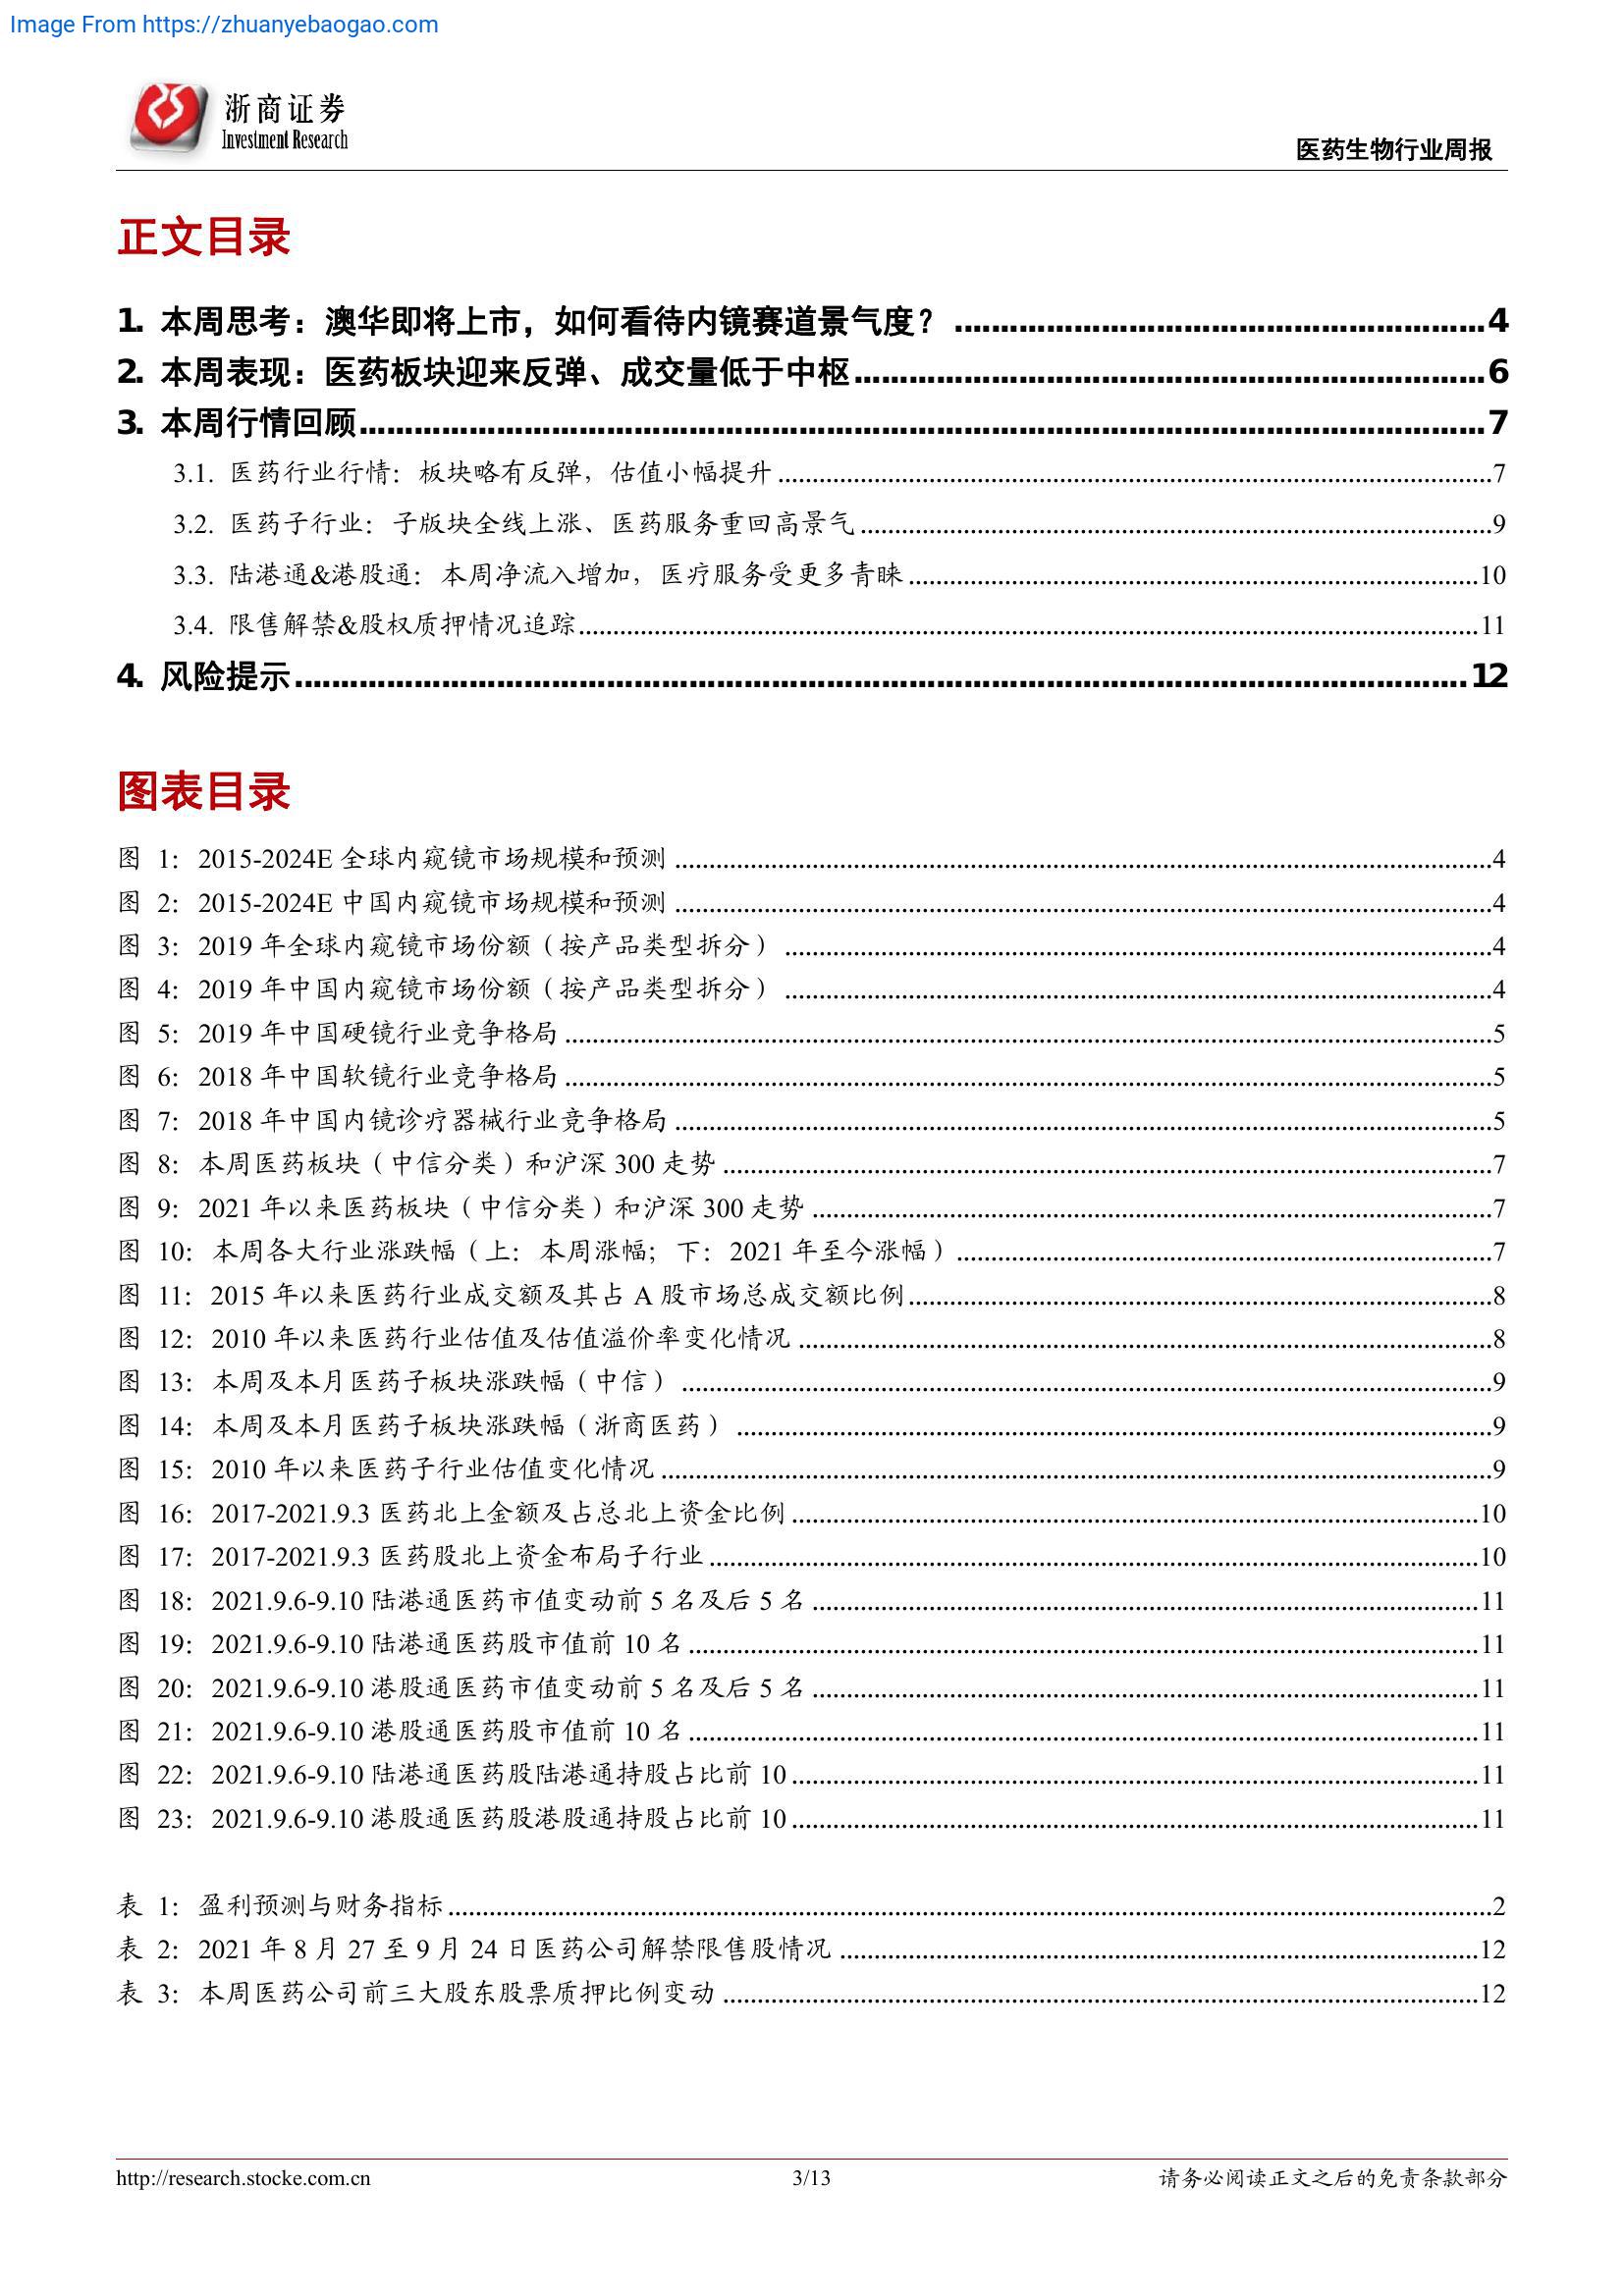 Image From https://zhuanyebaogao.com
浙商证券
Investment Research
医药生物行业周报
正文目录
1. 本周思考：澳华即将上市，如何看待内镜赛道景气度？ 4
2. 本周表现：医药板块迎来反弹、成交量低于中枢 6
3. 本周行情回顾 7
3.1. 医药行业行情：板块略有反弹，估值小幅提升 7
3.2. 医药子行业：子版块全线上涨、医药服务重回高景气 9
3.3. 陆港通&港股通：本周净流入增加，医疗服务受更多青睐 10
3.4. 限售解禁&股权质押情况追踪 11
4. 风险提示 12
图表目录
图 1：2015-2024E 全球内窥镜市场规模和预测 4
图 2：2015-2024E 中国内窥镜市场规模和预测 4
图 3：2019 年全球内窥镜市场份额（按产品类型拆分） 4
图 4：2019 年中国内窥镜市场份额（按产品类型拆分） 4
图 5：2019 年中国硬镜行业竞争格局 5
图 6：2018 年中国软镜行业竞争格局 5
图 7：2018 年中国内镜诊疗器械行业竞争格局 5
图 8：本周医药板块（中信分类）和沪深 300 走势 7
图 9：2021 年以来医药板块（中信分类）和沪深 300 走势 7
图 10：本周各大行业涨跌幅（上：本周涨幅；下：2021 年至今涨幅） 7
图 11：2015 年以来医药行业成交额及其占 A 股市场总成交额比例 8
图 12：2010 年以来医药行业估值及估值溢价率变化情况 8
图 13：本周及本月医药子板块涨跌幅（中信） 9
图 14：本周及本月医药子板块涨跌幅（浙商医药） 9
图 15：2010 年以来医药子行业估值变化情况 9
图 16：2017-2021.9.3 医药北上金额及占总北上资金比例 10
图 17：2017-2021.9.3 医药股北上资金布局子行业 10
图 18：2021.9.6-9.10 陆港通医药市值变动前 5 名及后 5 名 11
图 19：2021.9.6-9.10 陆港通医药股市值前 10 名 11
图 20：2021.9.6-9.10 港股通医药市值变动前 5 名及后 5 名 11
图 21：2021.9.6-9.10 港股通医药股市值前 10 名 11
图 22：2021.9.6-9.10 陆港通医药股陆港通持股占比前 10 11
图 23：2021.9.6-9.10 港股通医药股港股通持股占比前 10 11
表 1：盈利预测与财务指标 2
表 2：2021 年 8 月 27 至 9 月 24 日医药公司解禁限售股情况 12
表 3：本周医药公司前三大股东股票质押比例变动 12
http://research.stocke.com.cn
3/13
请务必阅读正文之后的免责条款部分